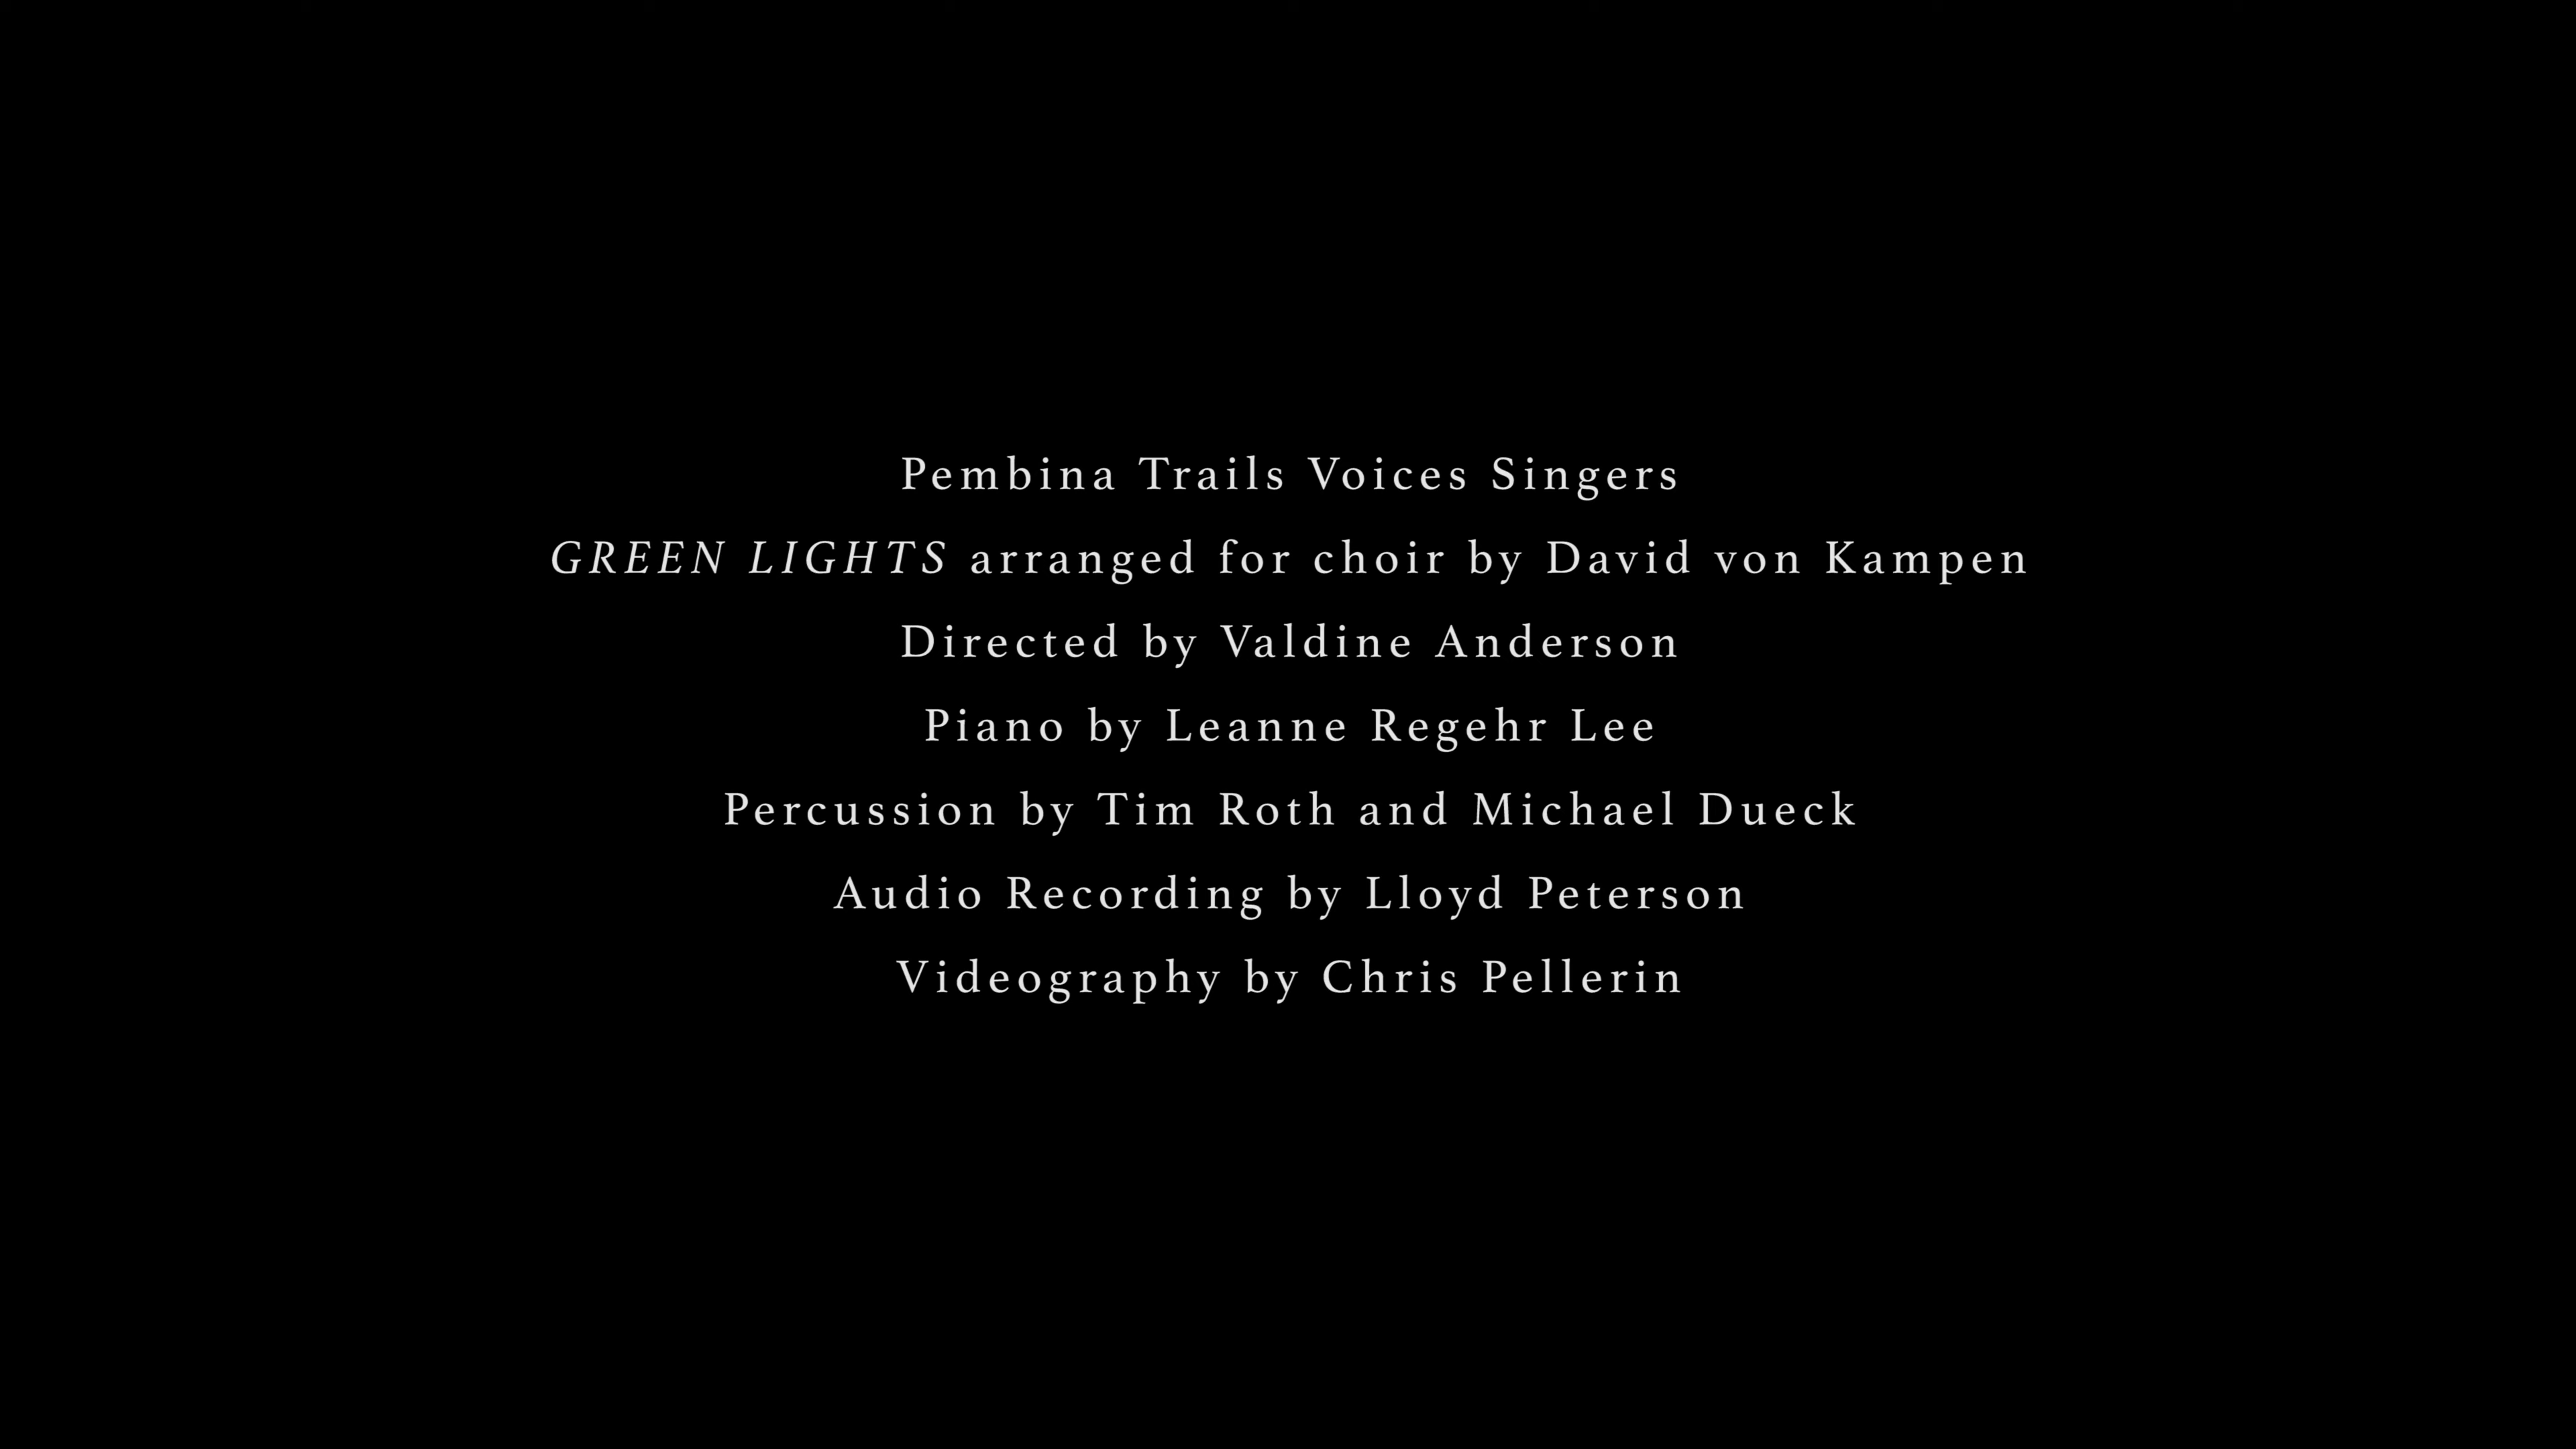 Pembina Trails Voices Singers
GREEN LIGHTS arranged for choir by David von Kampen
Directed by Valdine Anderson
Piano by Leanne Regehr Lee
Percussion by Tim Roth and Michael Dueck
Audio Recording by Lloyd Peterson
Videography by Chris Pellerin